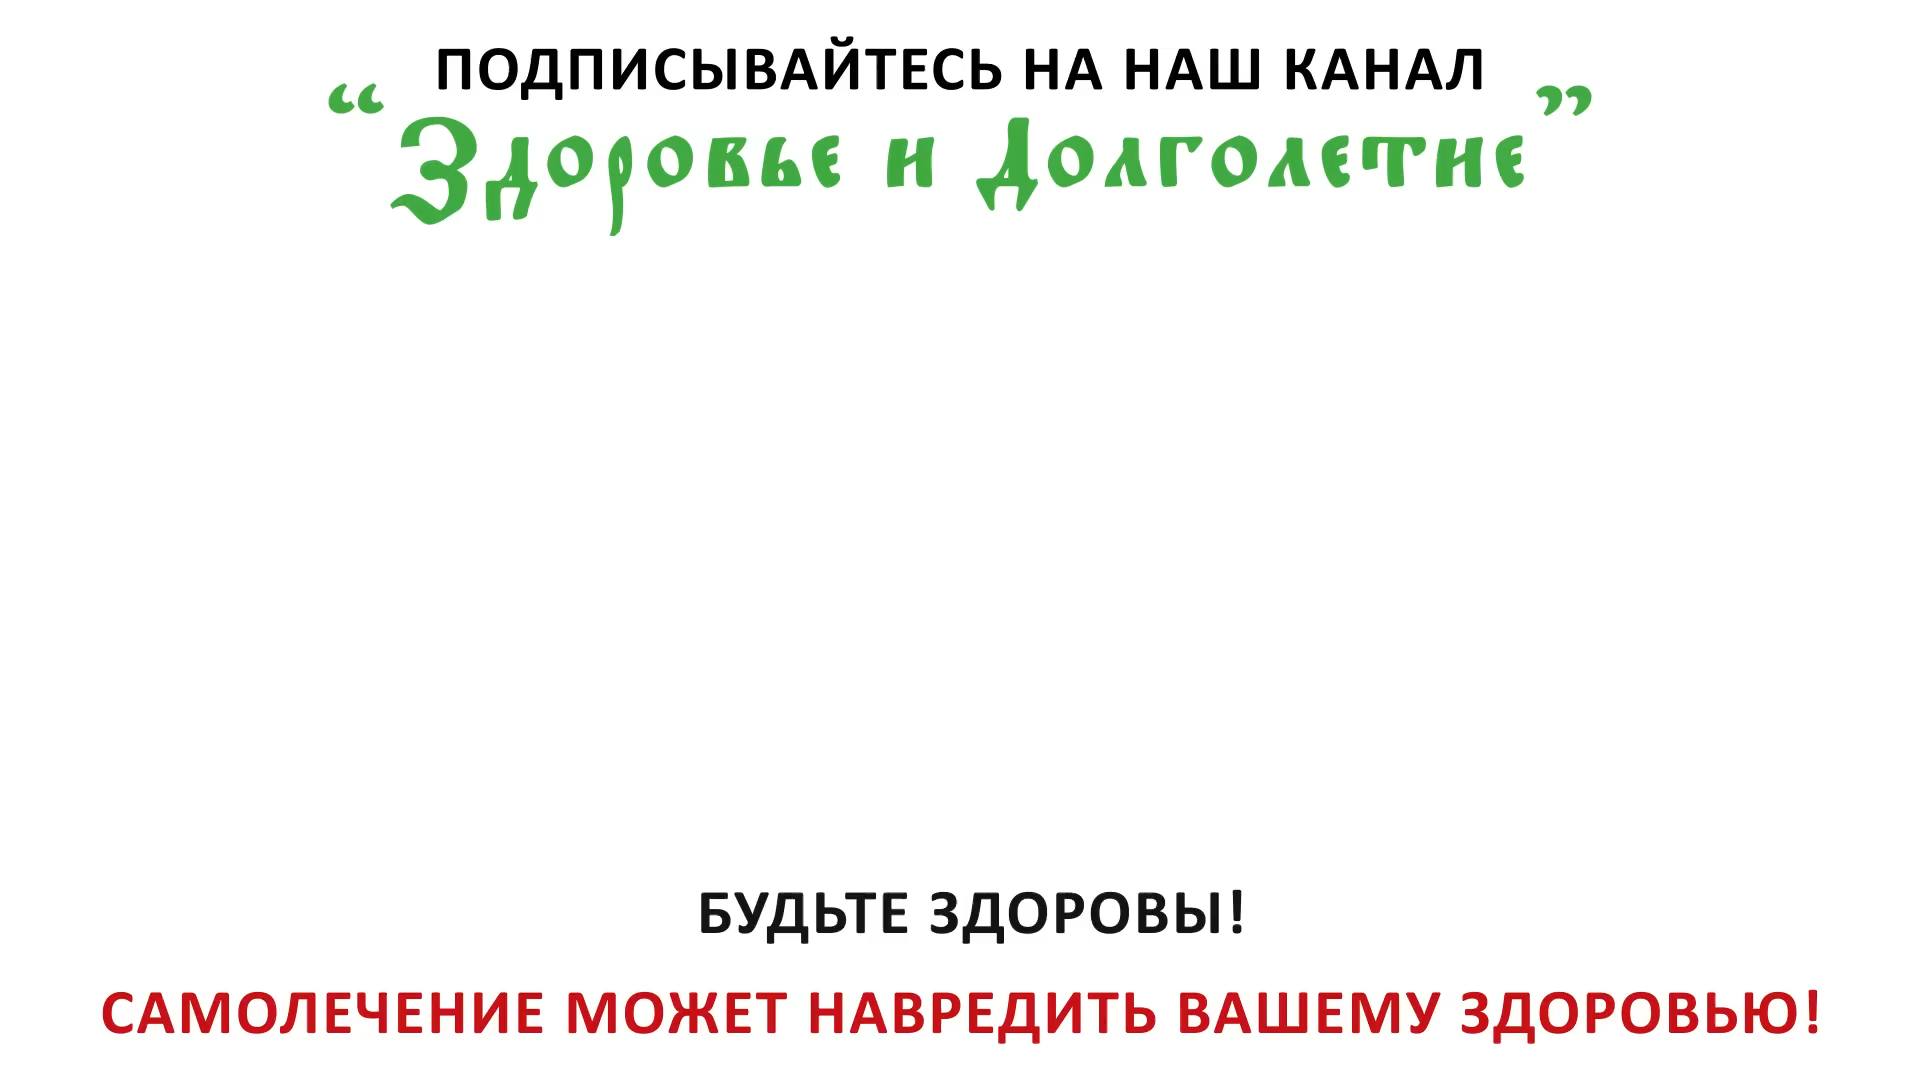 ПОДПИСЫВАЙТЕСЬ НА НАШ КАНАЛ
“Здоровье и Долголетие”
БУДЬТЕ ЗДОРОВЫ!
САМОЛЕЧЕНИЕ МОЖЕТ НАВРЕДИТЬ ВАШЕМУ ЗДОРОВЬЮ!